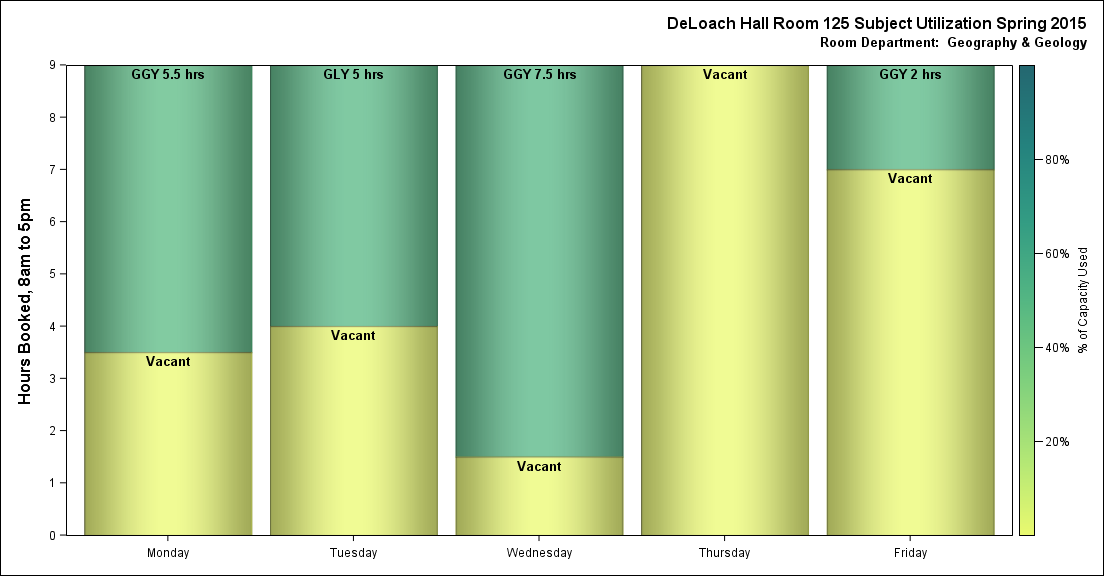 DeLoach Hall Room 125 Subject Utilization Spring 2015
Room Department: Geography & Geology
Hours Booked, 8am to 5pm
9
8
7
6
5
4
3
2
1
0
GGY 5.5 hrs
Vacant
GLY 5 hrs
Vacant
GGY 7.5 hrs
Vacant
Vacant
GGY 2 hrs
Vacant
Monday
Tuesday
Wednesday
Thursday
Friday
80%
60%
40%
20%
% of Capacity Used